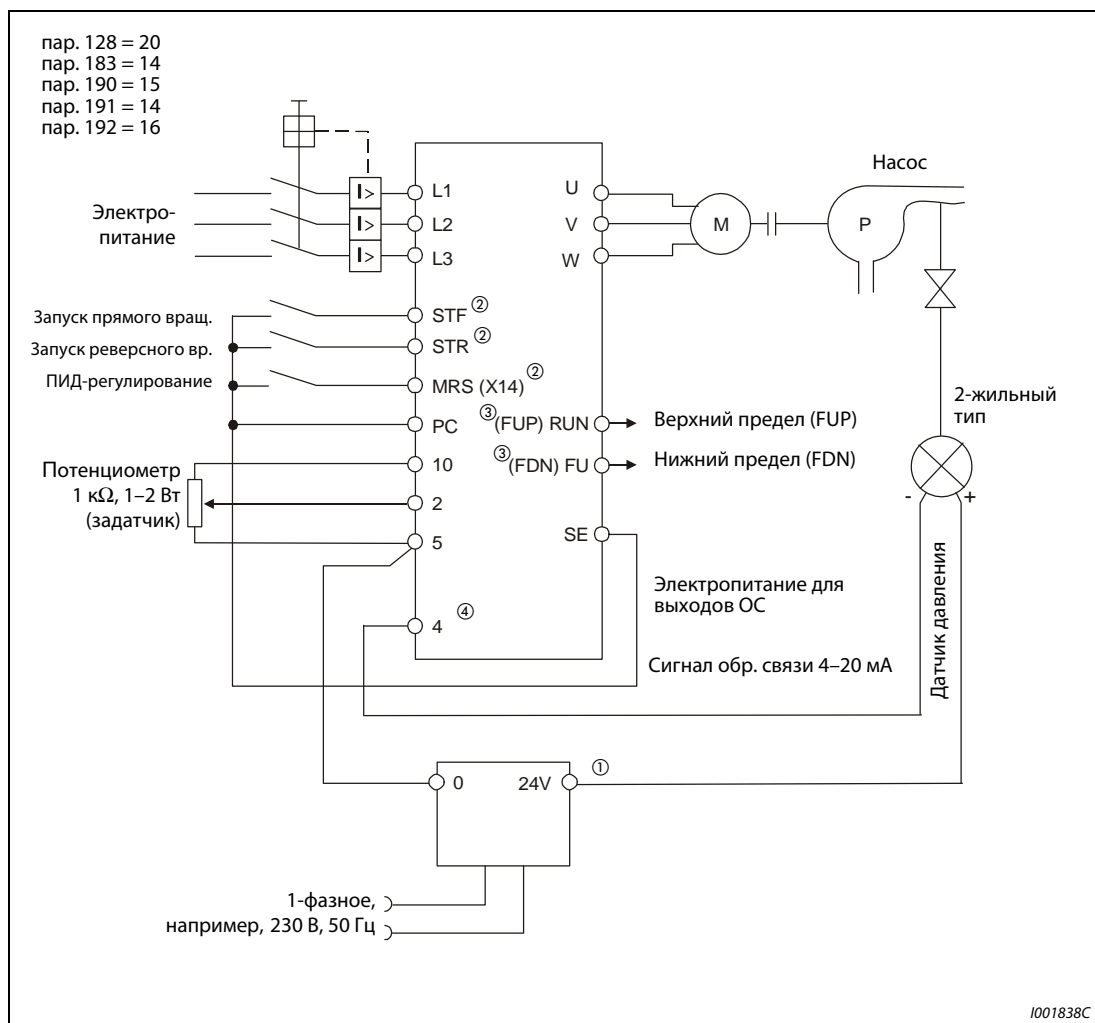 пар. 128 = 20
пар. 183 = 14
пар. 190 = 15
пар. 191 = 14
пар. 192 = 16
Электро-
питание
I>
I>
I>
L1
L2
L3
U
V
W
M
P
Насос
Запуск прямого вращ.
STF ②
Запуск реверсного вр.
STR ②
ПИД-регулирование
MRS (X14) ②
PC
③(FUP) RUN
Верхний предел (FUP)
③(FDN) FU
Нижний предел (FDN)
2-жильный
тип
- +
Потенциометр
1 кΩ, 1–2 Вт
(задатчик)
10
2
5
SE
Электропитание для
выходов ОС
4 ④
Сигнал обр. связи 4–20 мА
Датчик давления
0
24V
①
1-фазное,
например, 230 В, 50 Гц
I001838C